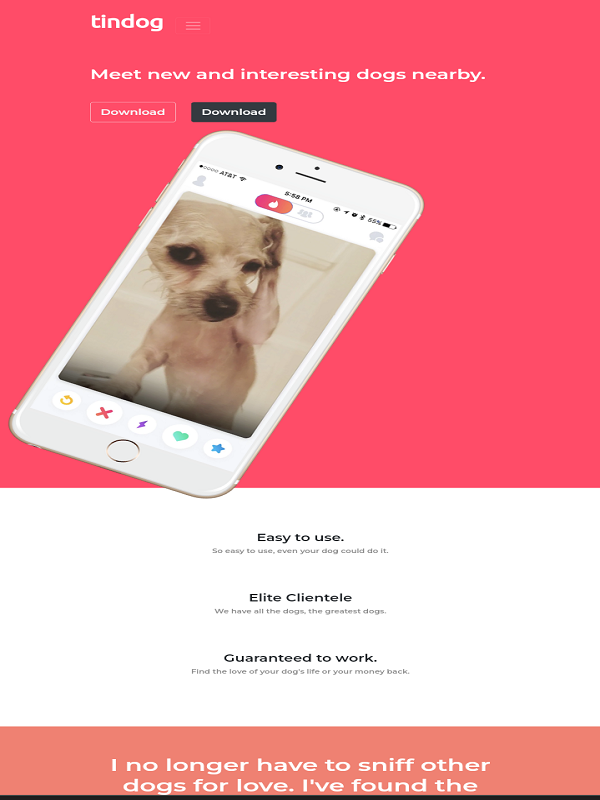 tindog
Meet new and interesting dogs nearby.
Download
Download
AT&T
5:56 PM
55%
Easy to use.
So easy to use, even your dog could do it.
Elite Clientele
We have all the dogs, the greatest dogs.
Guaranteed to work.
Find the love of your dog's life or your money back.
I no longer have to sniff other
dogs for love. I've found the